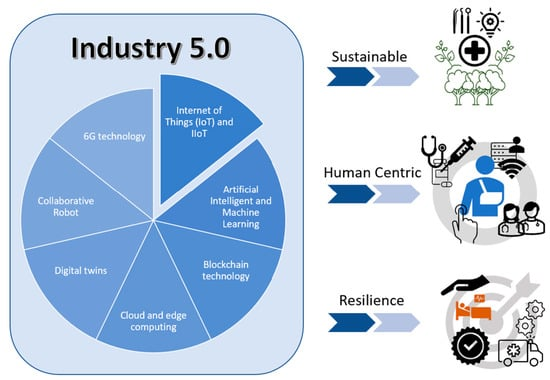 Industry 5.0
Internet of
Things (IoT) and
IIoT
Artificial
Intelligent and
Machine
Learning
Blockchain
technology
Cloud and edge
computing
Digital twins
Collaborative
Robot
6G technology
Sustainable
Human Centric
Resilience